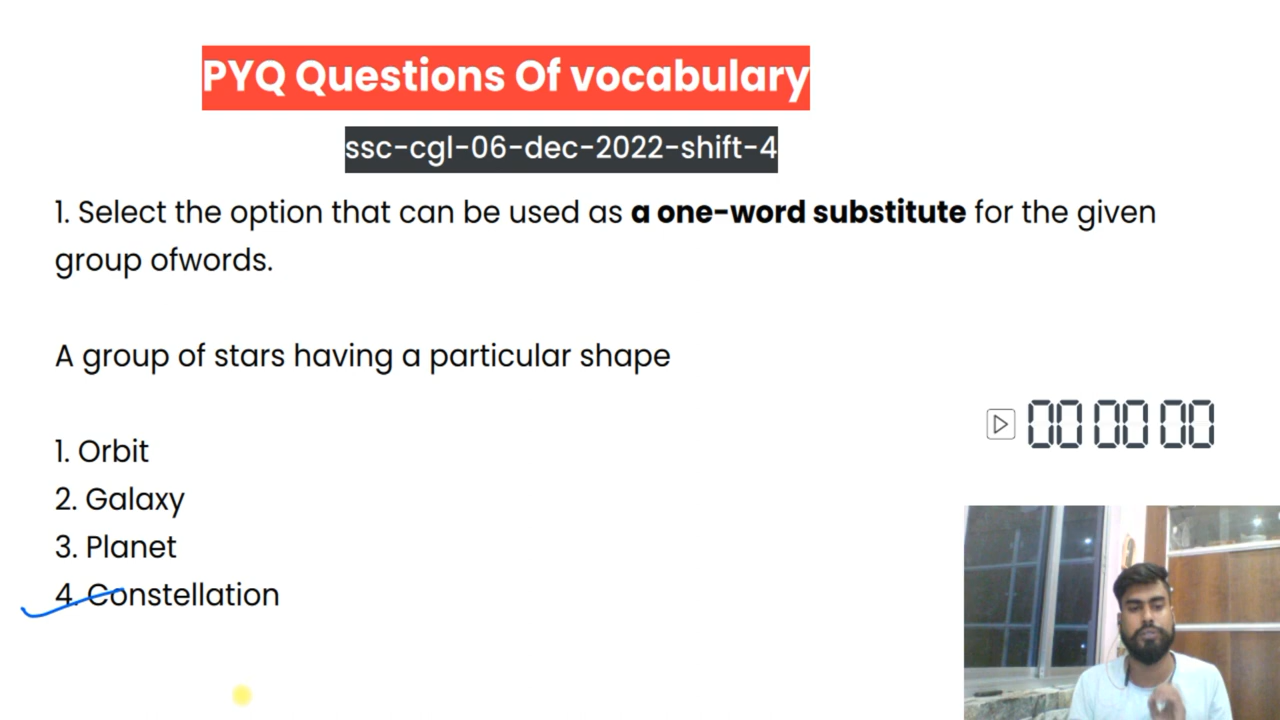 PYQ Questions Of vocabulary
ssc-cgl-06-dec-2022-shift-4
1. Select the option that can be used as a one-word substitute for the given
group ofwords.
A group of stars having a particular shape
00 00 00
1. Orbit
2. Galaxy
3. Planet
4. Constellation